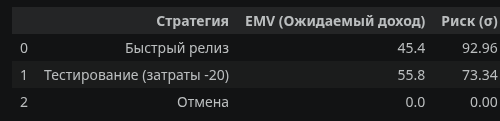 Стратегия EMV (Ожидаемый доход) Риск (σ)
0 Быстрый релиз 45.4 92.96
1 Тестирование (затраты -20) 55.8 73.34
2 Отмена 0.0 0.00